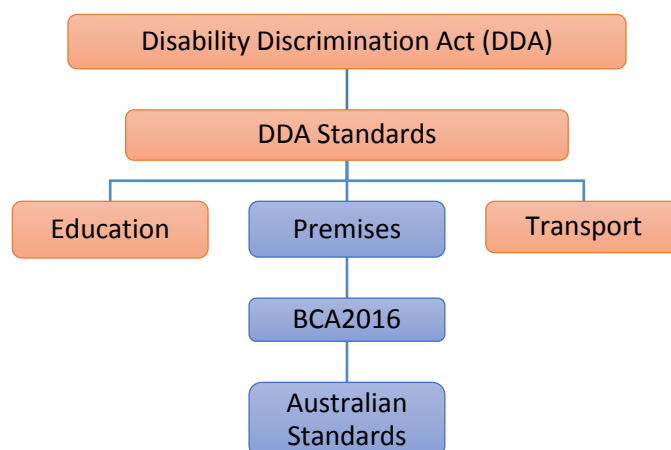 Disability Discrimination Act (DDA)
DDA Standards
Education
Premises
Transport
BCA2016
Australian
Standards